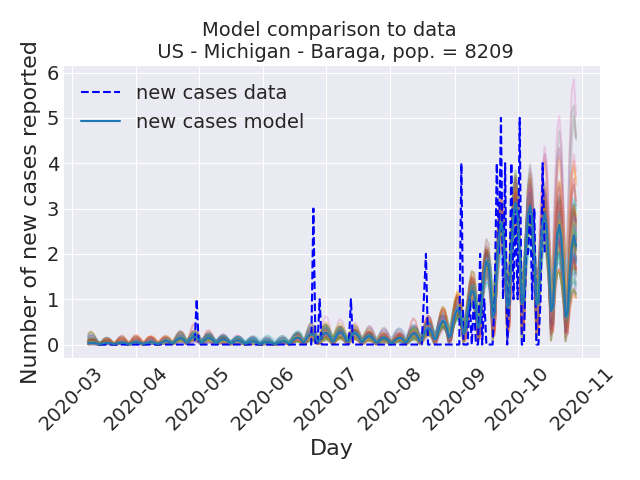 Model comparison to data
US - Michigan - Baraga, pop. = 8209
Number of new cases reported
6
5
4
3
2
1
0
new cases data
new cases model
2020-03
2020-04
2020-05
2020-06
2020-07
2020-08
2020-09
2020-10
2020-11
Day